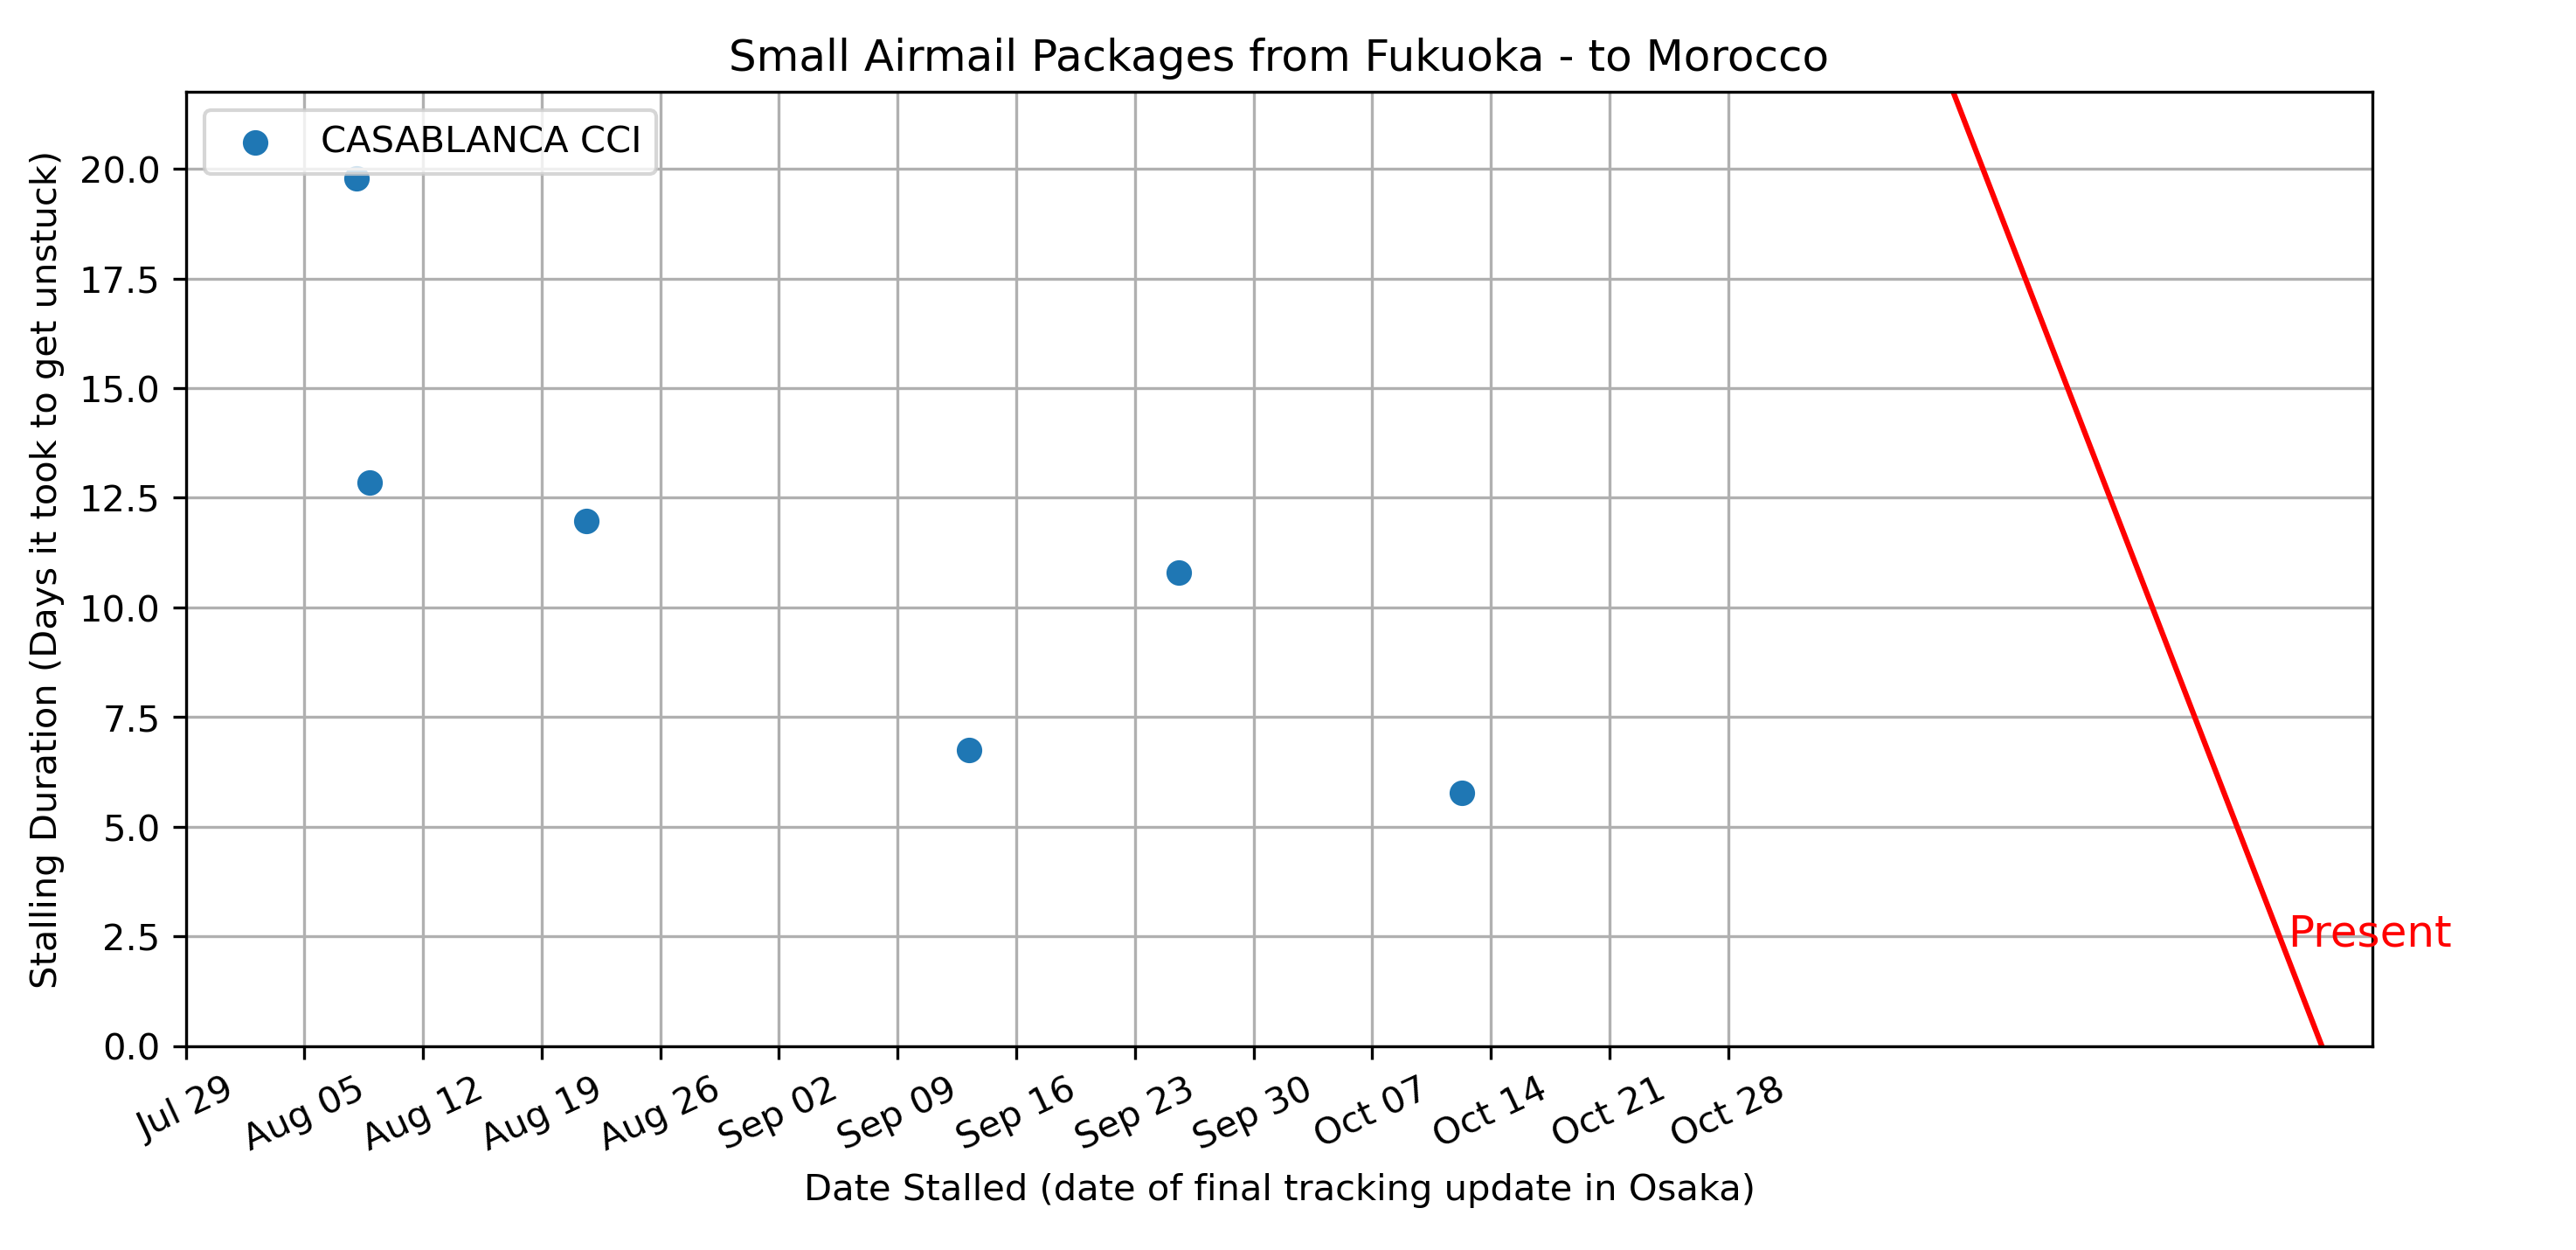 Small Airmail Packages from Fukuoka - to Morocco
CASABLANCA CCI
Stalling Duration (Days it took to get unstuck)
20.0
17.5
15.0
12.5
10.0
7.5
5.0
2.5
0.0
Present
Jul 29
Aug 05
Aug 12
Aug 19
Aug 26
Sep 02
Sep 09
Sep 16
Sep 23
Sep 30
Oct 07
Oct 14
Oct 21
Oct 28
Date Stalled (date of final tracking update in Osaka)